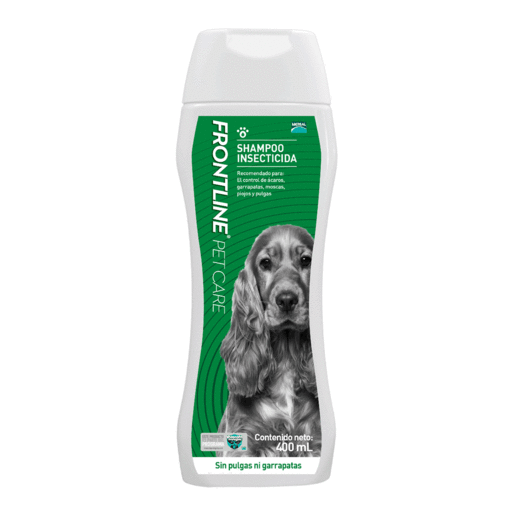 FRONTLINE® PET CARE
SHAMPOO
INSECTICIDA
Recomendado para:
El control de ácaros,
garrapatas, moscas,
piojos y pulgas.
Contenido neto:
400 mL
Sin pulgas ni garrapatas